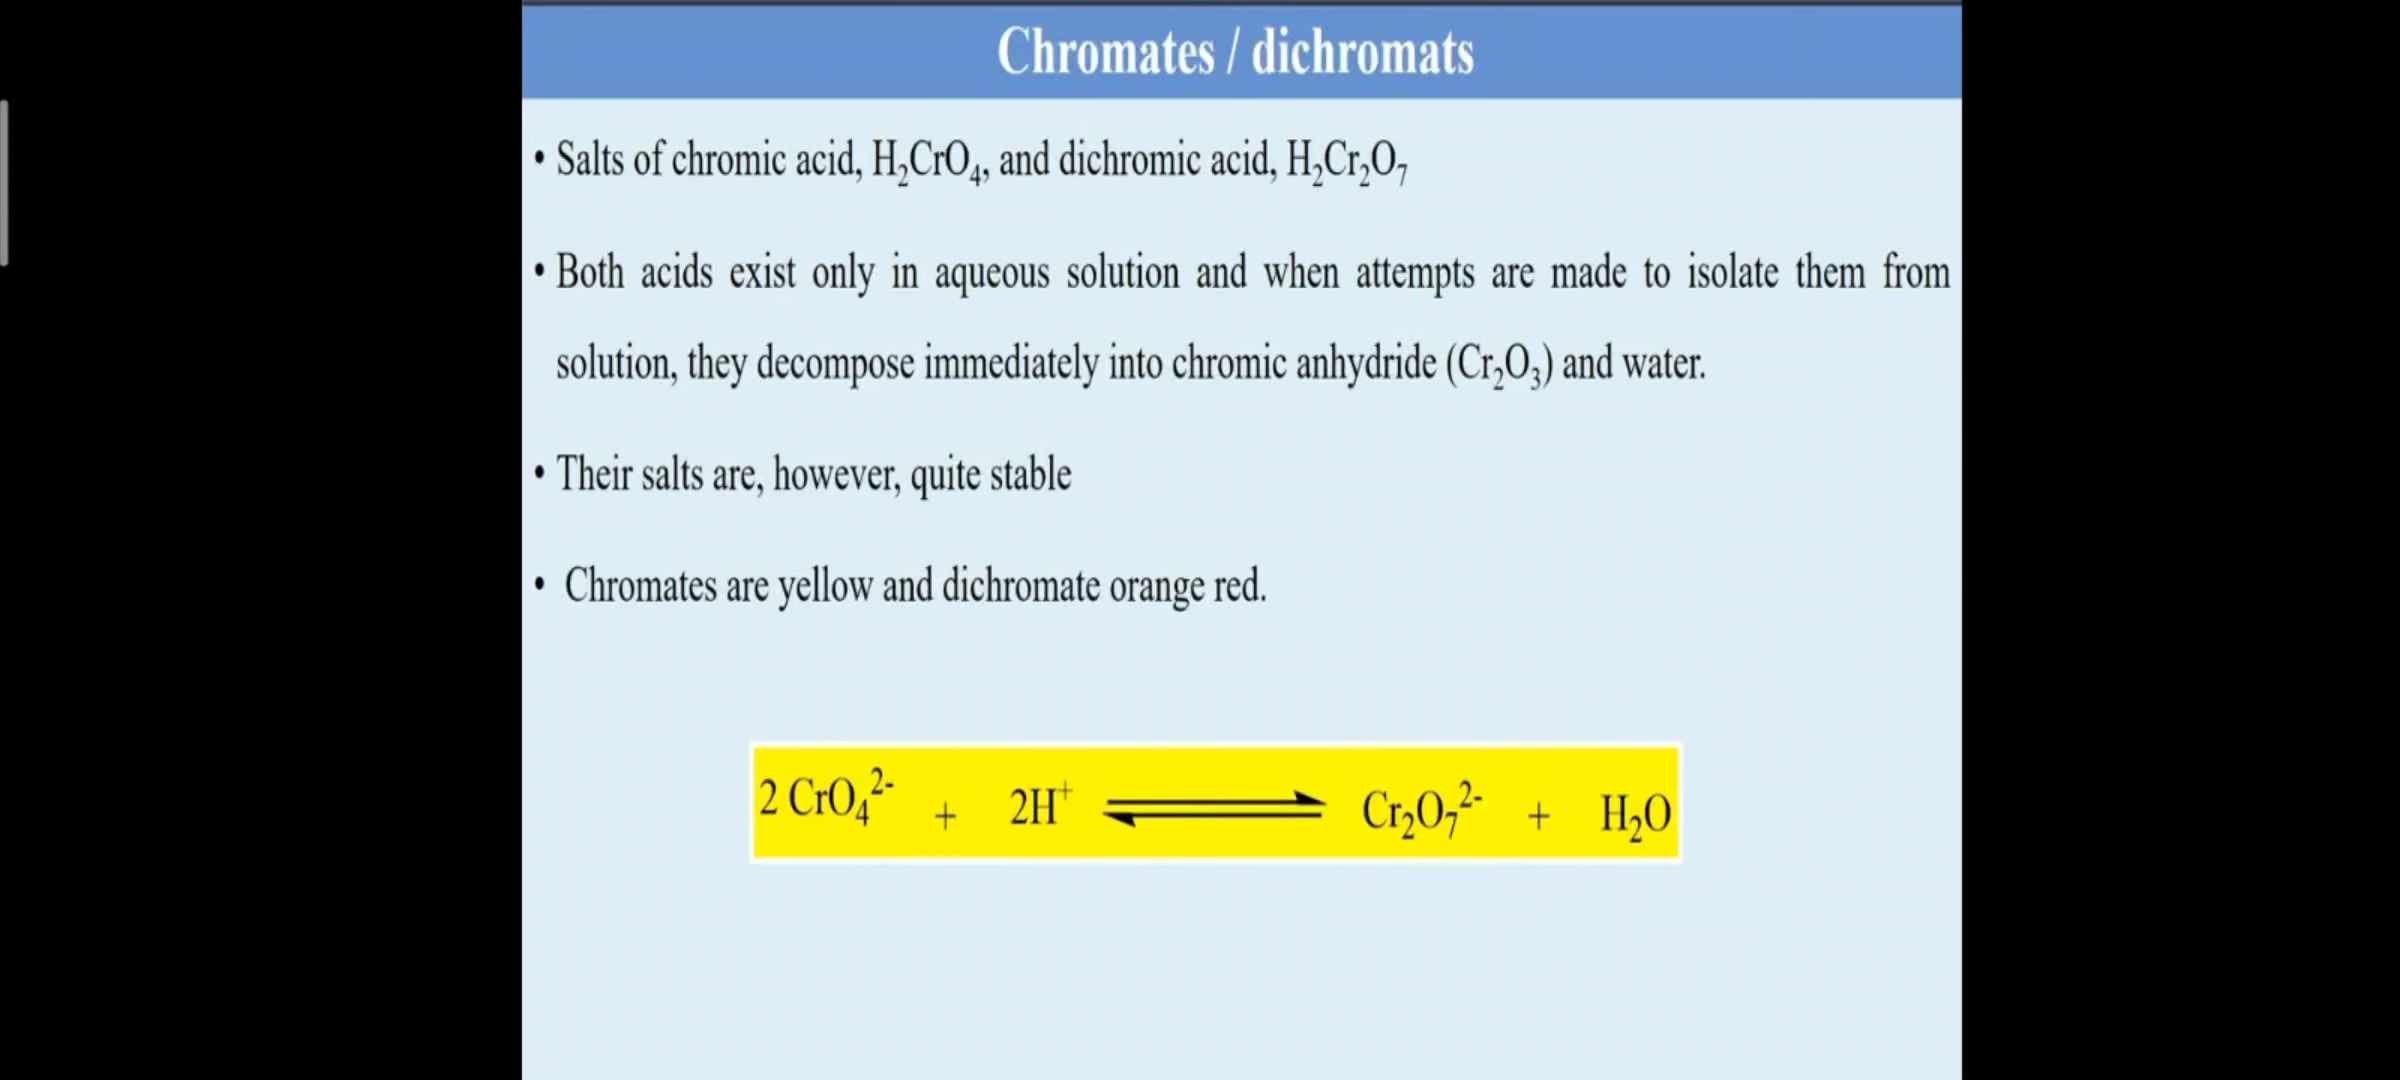 Chromates / dichromats
• Salts of chromic acid, H₂CrO₄, and dichromic acid, H₂Cr₂O₇
• Both acids exist only in aqueous solution and when attempts are made to isolate them from
solution, they decompose immediately into chromic anhydride (Cr₂O₃) and water.
• Their salts are, however, quite stable
• Chromates are yellow and dichromate orange red.
2 CrO₄²⁻ + 2H⁺ ⇌ Cr₂O₇²⁻ + H₂O